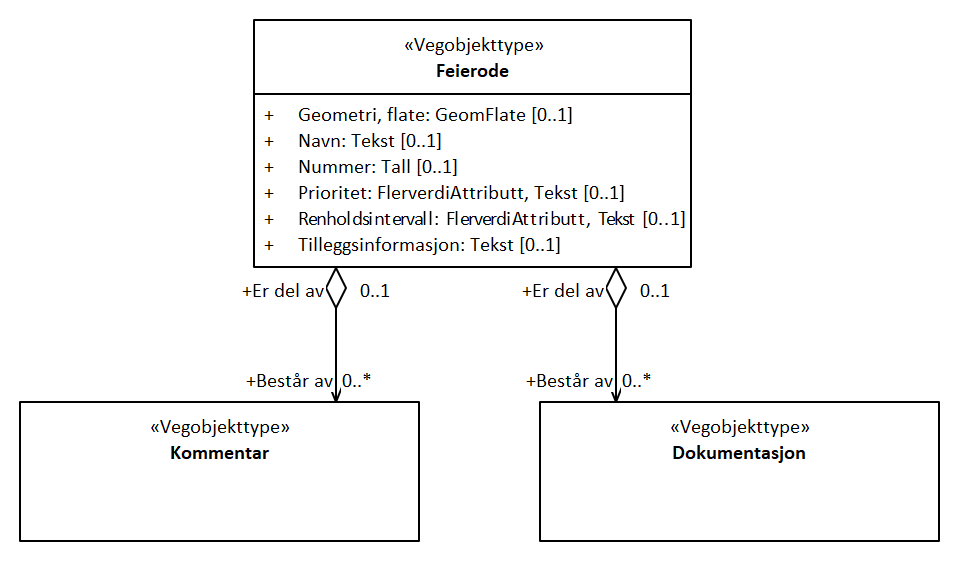 «Vegobjekttype»
Feierode
+ Geometri, flate: GeomFlate [0..1]
+ Navn: Tekst [0..1]
+ Nummer: Tall [0..1]
+ Prioritet: FlerverdiAttributt, Tekst [0..1]
+ Renholdsintervall: FlerverdiAttributt, Tekst [0..1]
+ Tilleggsinformasjon: Tekst [0..1]
+Er del av 0..1
+Er del av 0..1
+Består av 0..*
+Består av 0..*
«Vegobjekttype»
Kommentar
«Vegobjekttype»
Dokumentasjon